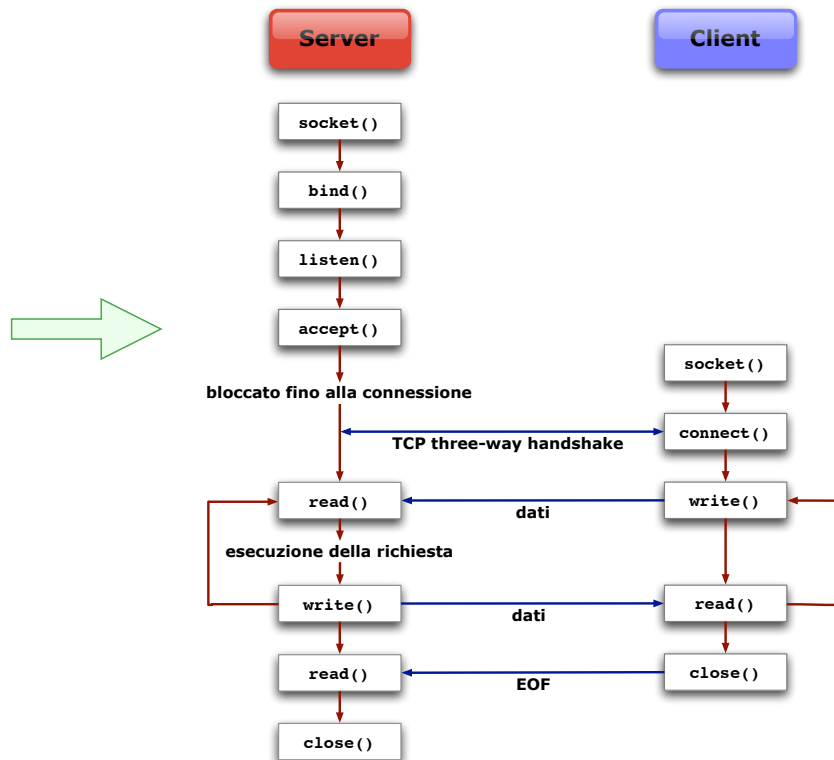 Server
Client
socket()
bind()
listen()
accept()
socket()
bloccato fino alla connessione
connect()
TCP three-way handshake
read()
write()
dati
esecuzione della richiesta
write()
read()
dati
read()
close()
EOF
close()